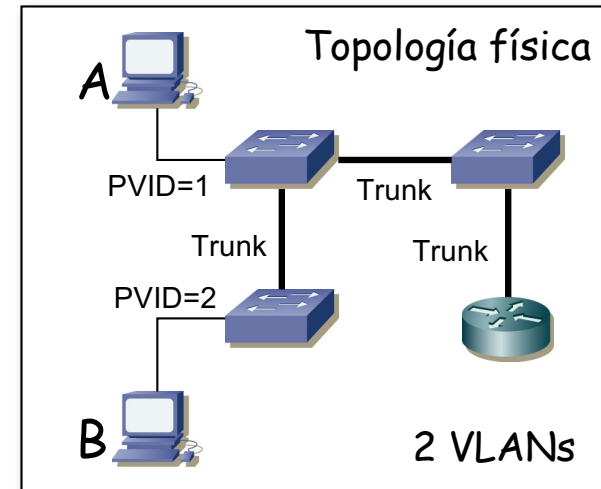 Topología física
A
PVID=1
Trunk
Trunk
Trunk
PVID=2
B
2 VLANs